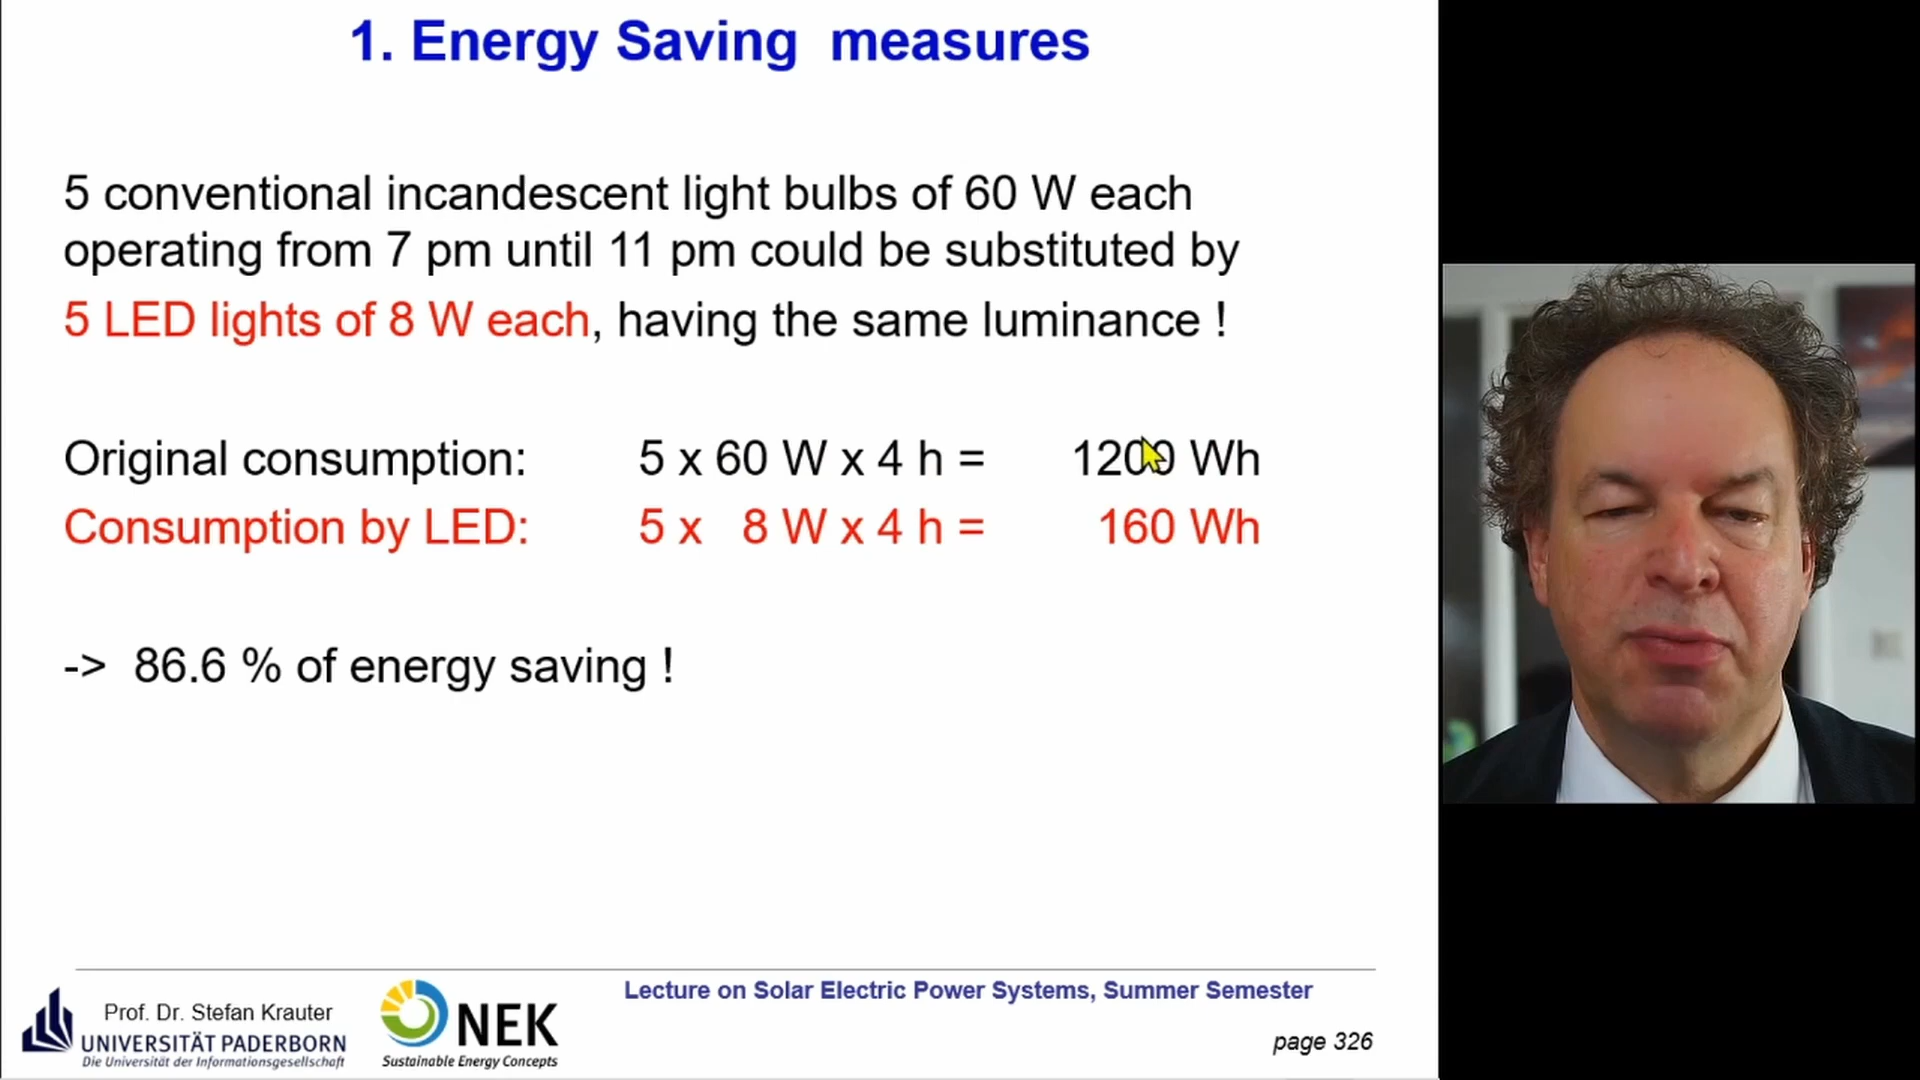 1. Energy Saving measures
5 conventional incandescent light bulbs of 60 W each
operating from 7 pm until 11 pm could be substituted by
5 LED lights of 8 W each, having the same luminance !
Original consumption: 5 x 60 W x 4 h = 1200 Wh
Consumption by LED: 5 x 8 W x 4 h = 160 Wh
-> 86.6 % of energy saving !
Prof. Dr. Stefan Krauter
UNIVERSITÄT PADERBORN
Die Universität der Informationsgesellschaft
NEK
Sustainable Energy Concepts
Lecture on Solar Electric Power Systems, Summer Semester
page 326